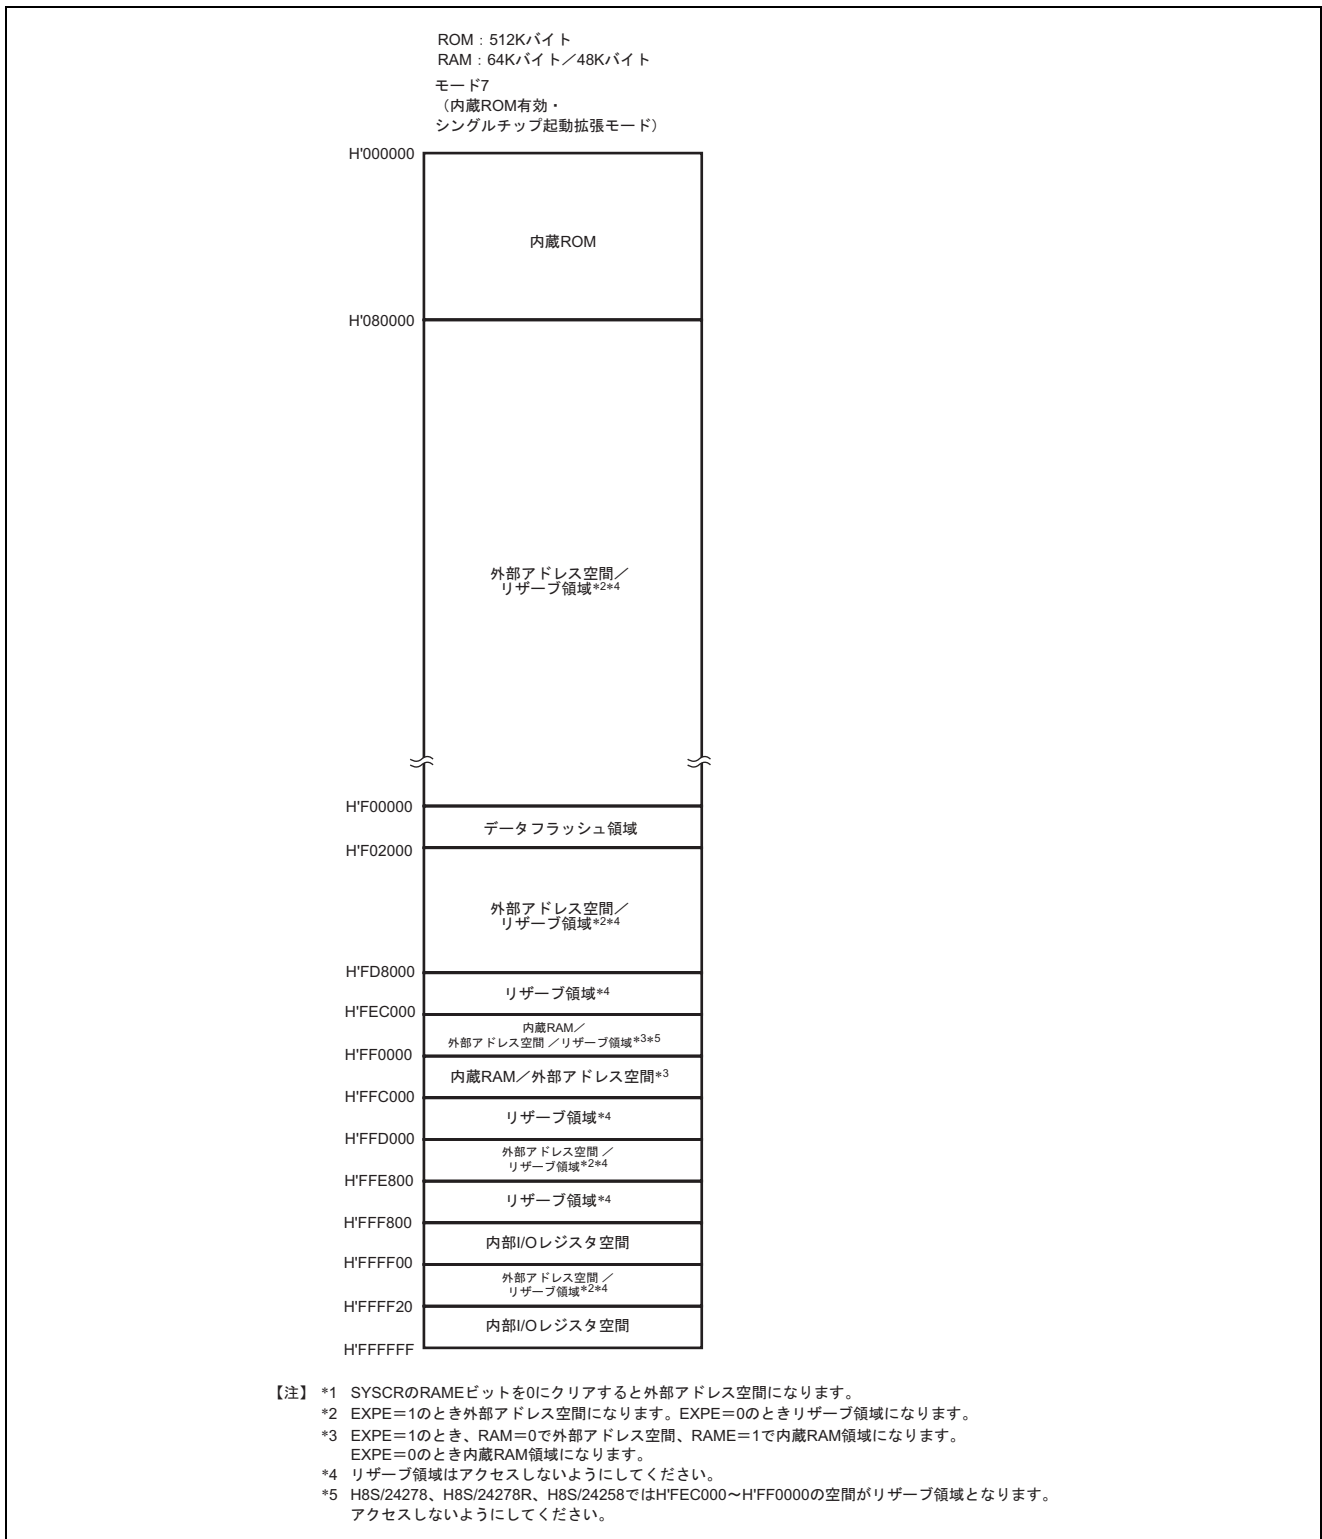 ROM：512Kバイト
RAM：64Kバイト／48Kバイト
モード7
（内蔵ROM有効・
シングルチップ起動拡張モード）
H'000000
内蔵ROM
H'080000
外部アドレス空間／
リザーブ領域*2*4
H'F00000
データフラッシュ領域
H'F02000
外部アドレス空間／
リザーブ領域*2*4
H'FD8000
リザーブ領域*4
H'FEC000
内蔵RAM／
外部アドレス空間／リザーブ領域*3*5
H'FF0000
内蔵RAM／外部アドレス空間*3
H'FFC000
リザーブ領域*4
H'FFD000
外部アドレス空間／
リザーブ領域*2*4
H'FFE800
リザーブ領域*4
H'FFF800
内部I/Oレジスタ空間
H'FFFF00
外部アドレス空間／
リザーブ領域*2*4
H'FFFF20
内部I/Oレジスタ空間
H'FFFFFF
【注】 *1 SYSCRのRAMEビットを0にクリアすると外部アドレス空間になります。
*2 EXPE＝1のとき外部アドレス空間になります。EXPE＝0のときリザーブ領域になります。
*3 EXPE＝1のとき、RAM＝0で外部アドレス空間、RAME＝1で内蔵RAM領域になります。
EXPE＝0のとき内蔵RAM領域になります。
*4 リザーブ領域はアクセスしないようにしてください。
*5 H8S/24278、H8S/24278R、H8S/24258ではH'FEC000～H'FF0000の空間がリザーブ領域となります。
アクセスしないようにしてください。